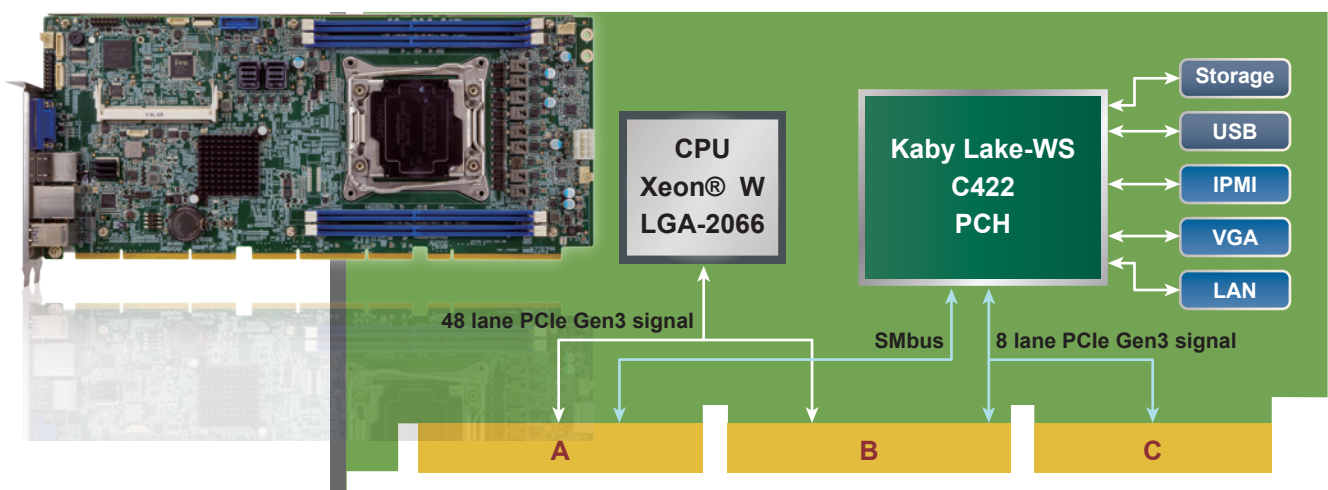 CPU
Xeon® W
LGA-2066
Kaby Lake-WS
C422
PCH
Storage
USB
IPMI
VGA
LAN
48 lane PCIe Gen3 signal
SMbus
8 lane PCIe Gen3 signal
A
B
C